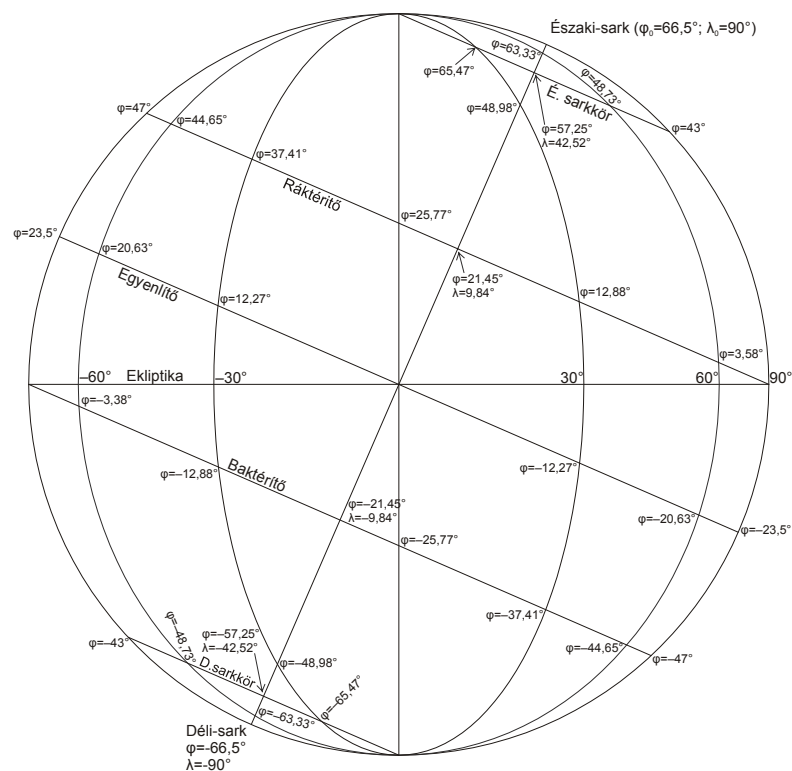 Északi-sark (φ₀=66,5°; λ₀=90°)
φ=63,33°
φ=65,47°
φ=48,73°
É. sarkkör
φ=47°
φ=44,65°
φ=48,98°
φ=57,25°
λ=42,52°
φ=43°
φ=37,41°
Ráktérítő
φ=25,77°
φ=23,5°
φ=20,63°
Egyenlítő
φ=12,27°
φ=21,45°
λ=9,84°
φ=12,88°
φ=3,58°
–60°
Ekliptika
–30°
30°
60°
90°
φ=–3,38°
φ=–12,88°
Baktérítő
φ=–12,27°
φ=–21,45°
λ=–9,84°
φ=–20,63°
φ=–23,5°
φ=–25,77°
φ=–37,41°
φ=–43°
φ=–48,73°
φ=–57,25°
λ=–42,52°
D.sarkkör
φ=–48,98°
φ=–65,47°
φ=–44,65°
φ=–47°
φ=–63,33°
Déli-sark
φ=-66,5°
λ=-90°